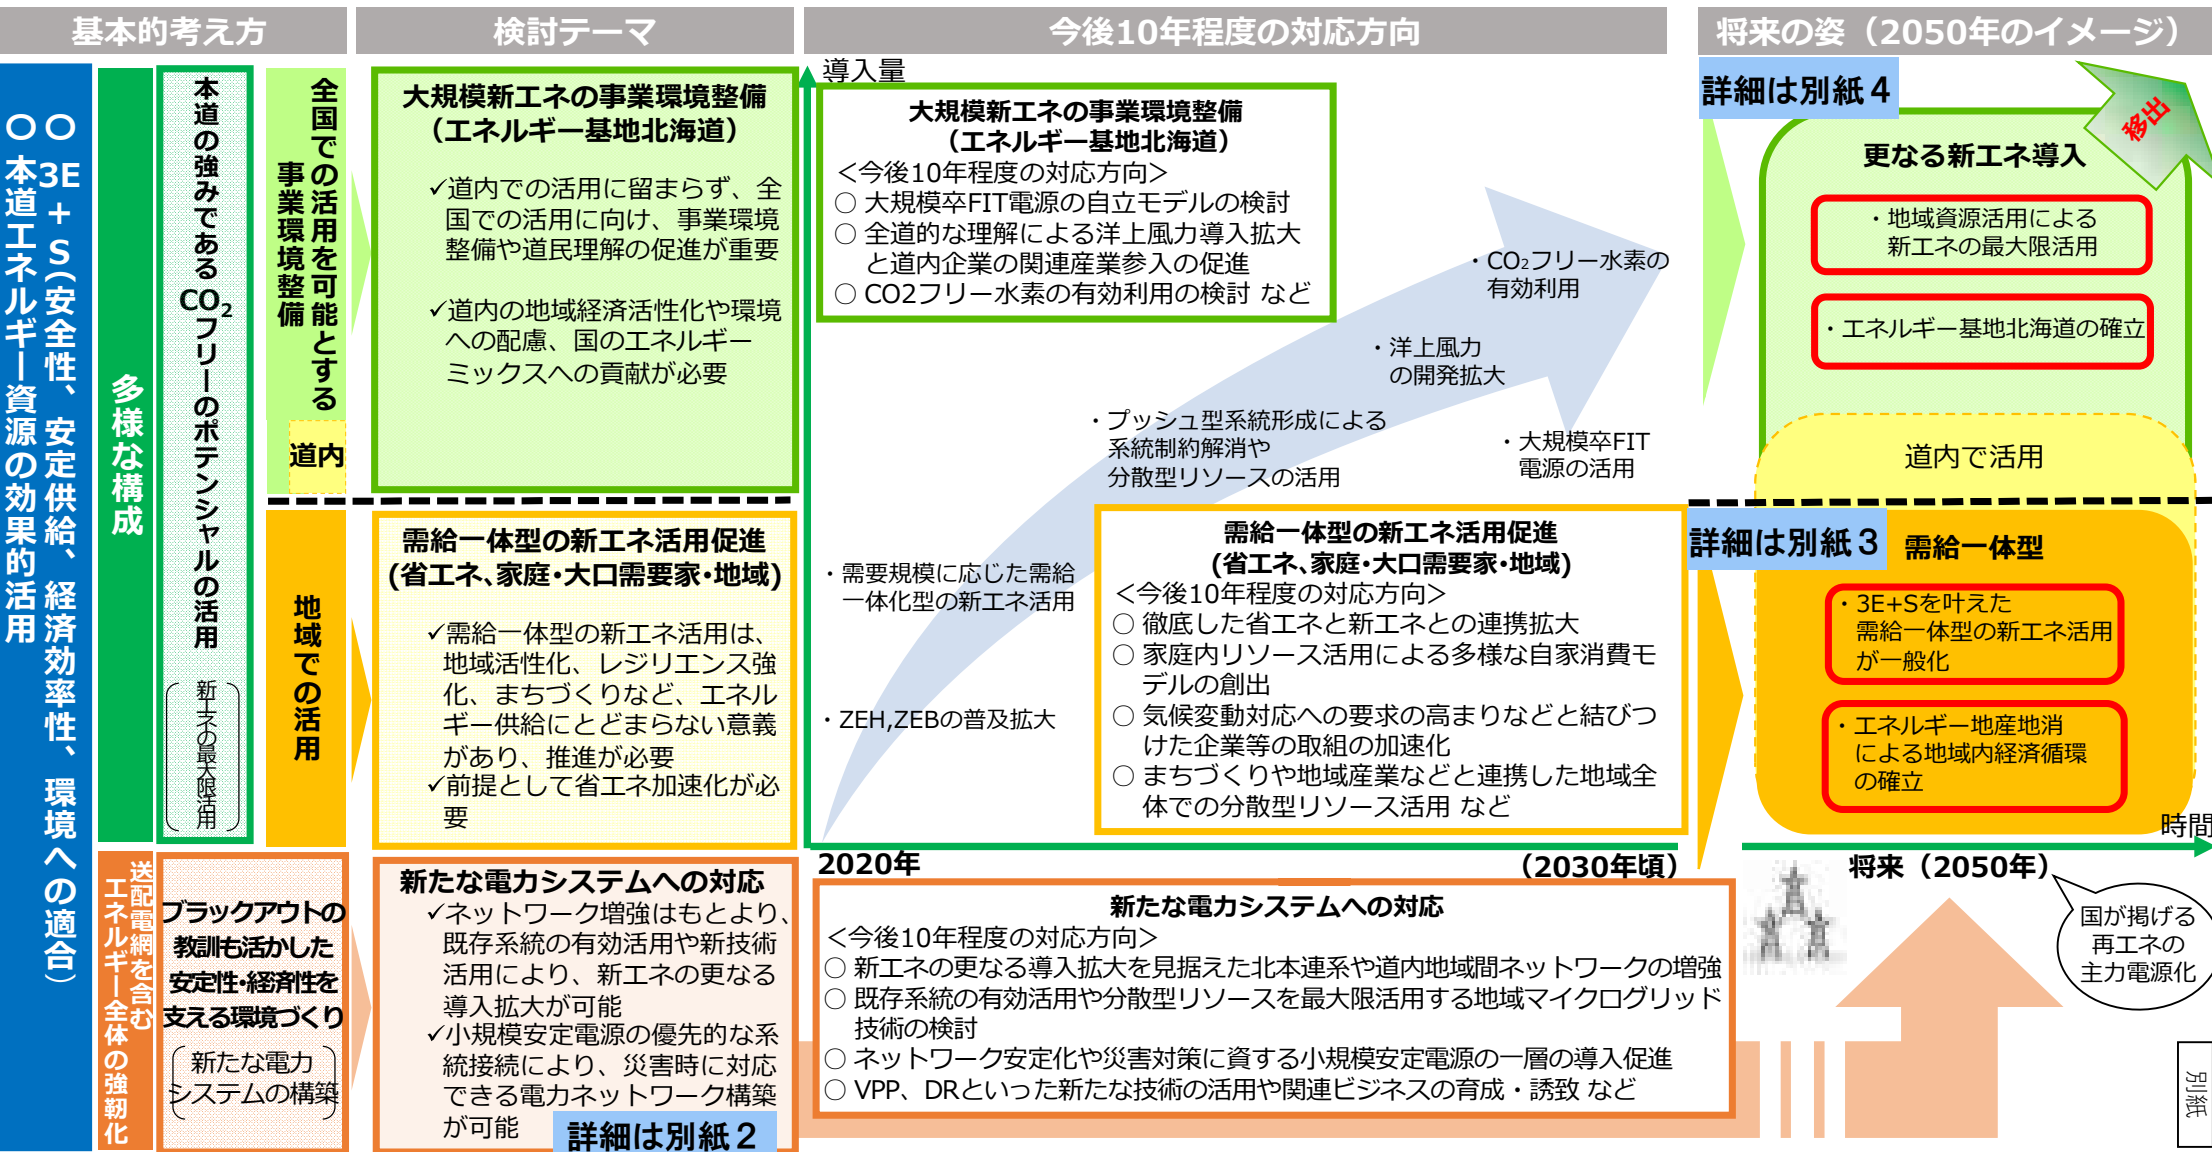 基本的考え方
検討テーマ
今後10年程度の対応方向
将来の姿（2050年のイメージ）
○ 3E＋S（安全性、安定供給、経済効率性、環境への適合）
○ 本道エネルギー資源の効果的活用
多様な構成
本道の強みである CO2フリーのポテンシャルの活用
新エネの最大限活用
全国での活用を可能とする
事業環境整備
道内
地域での活用
送配電網を含む
エネルギー全体の強靭化
ブラックアウトの
教訓も活かした
安定性・経済性を
支える環境づくり
新たな電力
システムの構築
大規模新エネの事業環境整備
（エネルギー基地北海道）
✓道内での活用に留まらず、全
国での活用に向け、事業環境
整備や道民理解の促進が重要
✓道内の地域経済活性化や環境
への配慮、国のエネルギー
ミックスへの貢献が必要
需給一体型の新エネ活用促進
(省エネ、家庭・大口需要家・地域)
✓需給一体型の新エネ活用は、
地域活性化、レジリエンス強
化、まちづくりなど、エネル
ギー供給にとどまらない意義
があり、推進が必要
✓前提として省エネ加速化が必
要
新たな電力システムへの対応
✓ネットワーク増強はもとより、
既存系統の有効活用や新技術
活用により、新エネの更なる
導入拡大が可能
✓小規模安定電源の優先的な系
統接続により、災害時に対応
できる電力ネットワーク構築
が可能
詳細は別紙２
導入量
大規模新エネの事業環境整備
（エネルギー基地北海道）
＜今後10年程度の対応方向＞
○ 大規模卒FIT電源の自立モデルの検討
○ 全道的な理解による洋上風力導入拡大
と道内企業の関連産業参入の促進
○ CO2フリー水素の有効利用の検討 など
・CO2フリー水素の
有効利用
・洋上風力
の開発拡大
・プッシュ型系統形成による
系統制約解消や
分散型リソースの活用
・大規模卒FIT
電源の活用
・需要規模に応じた需給
一体化型の新エネ活用
・ZEH,ZEBの普及拡大
需給一体型の新エネ活用促進
(省エネ、家庭・大口需要家・地域)
＜今後10年程度の対応方向＞
○ 徹底した省エネと新エネとの連携拡大
○ 家庭内リソース活用による多様な自家消費モ
デルの創出
○ 気候変動対応への要求の高まりなどと結びつ
けた企業等の取組の加速化
○ まちづくりや地域産業などと連携した地域全
体での分散型リソース活用 など
2020年
（2030年頃）
新たな電力システムへの対応
＜今後10年程度の対応方向＞
○ 新エネの更なる導入拡大を見据えた北本連系や道内地域間ネットワークの増強
○ 既存系統の有効活用や分散型リソースを最大限活用する地域マイクログリッド
技術の検討
○ ネットワーク安定化や災害対策に資する小規模安定電源の一層の導入促進
○ VPP、DRといった新たな技術の活用や関連ビジネスの育成・誘致 など
詳細は別紙４
移出
更なる新エネ導入
・地域資源活用による
新エネの最大限活用
・エネルギー基地北海道の確立
道内で活用
詳細は別紙３
需給一体型
・3E+Sを叶えた
需給一体型の新エネ活用
が一般化
・エネルギー地産地消
による地域内経済循環
の確立
時間
将来（2050年）
国が掲げる
再エネの
主力電源化
別紙